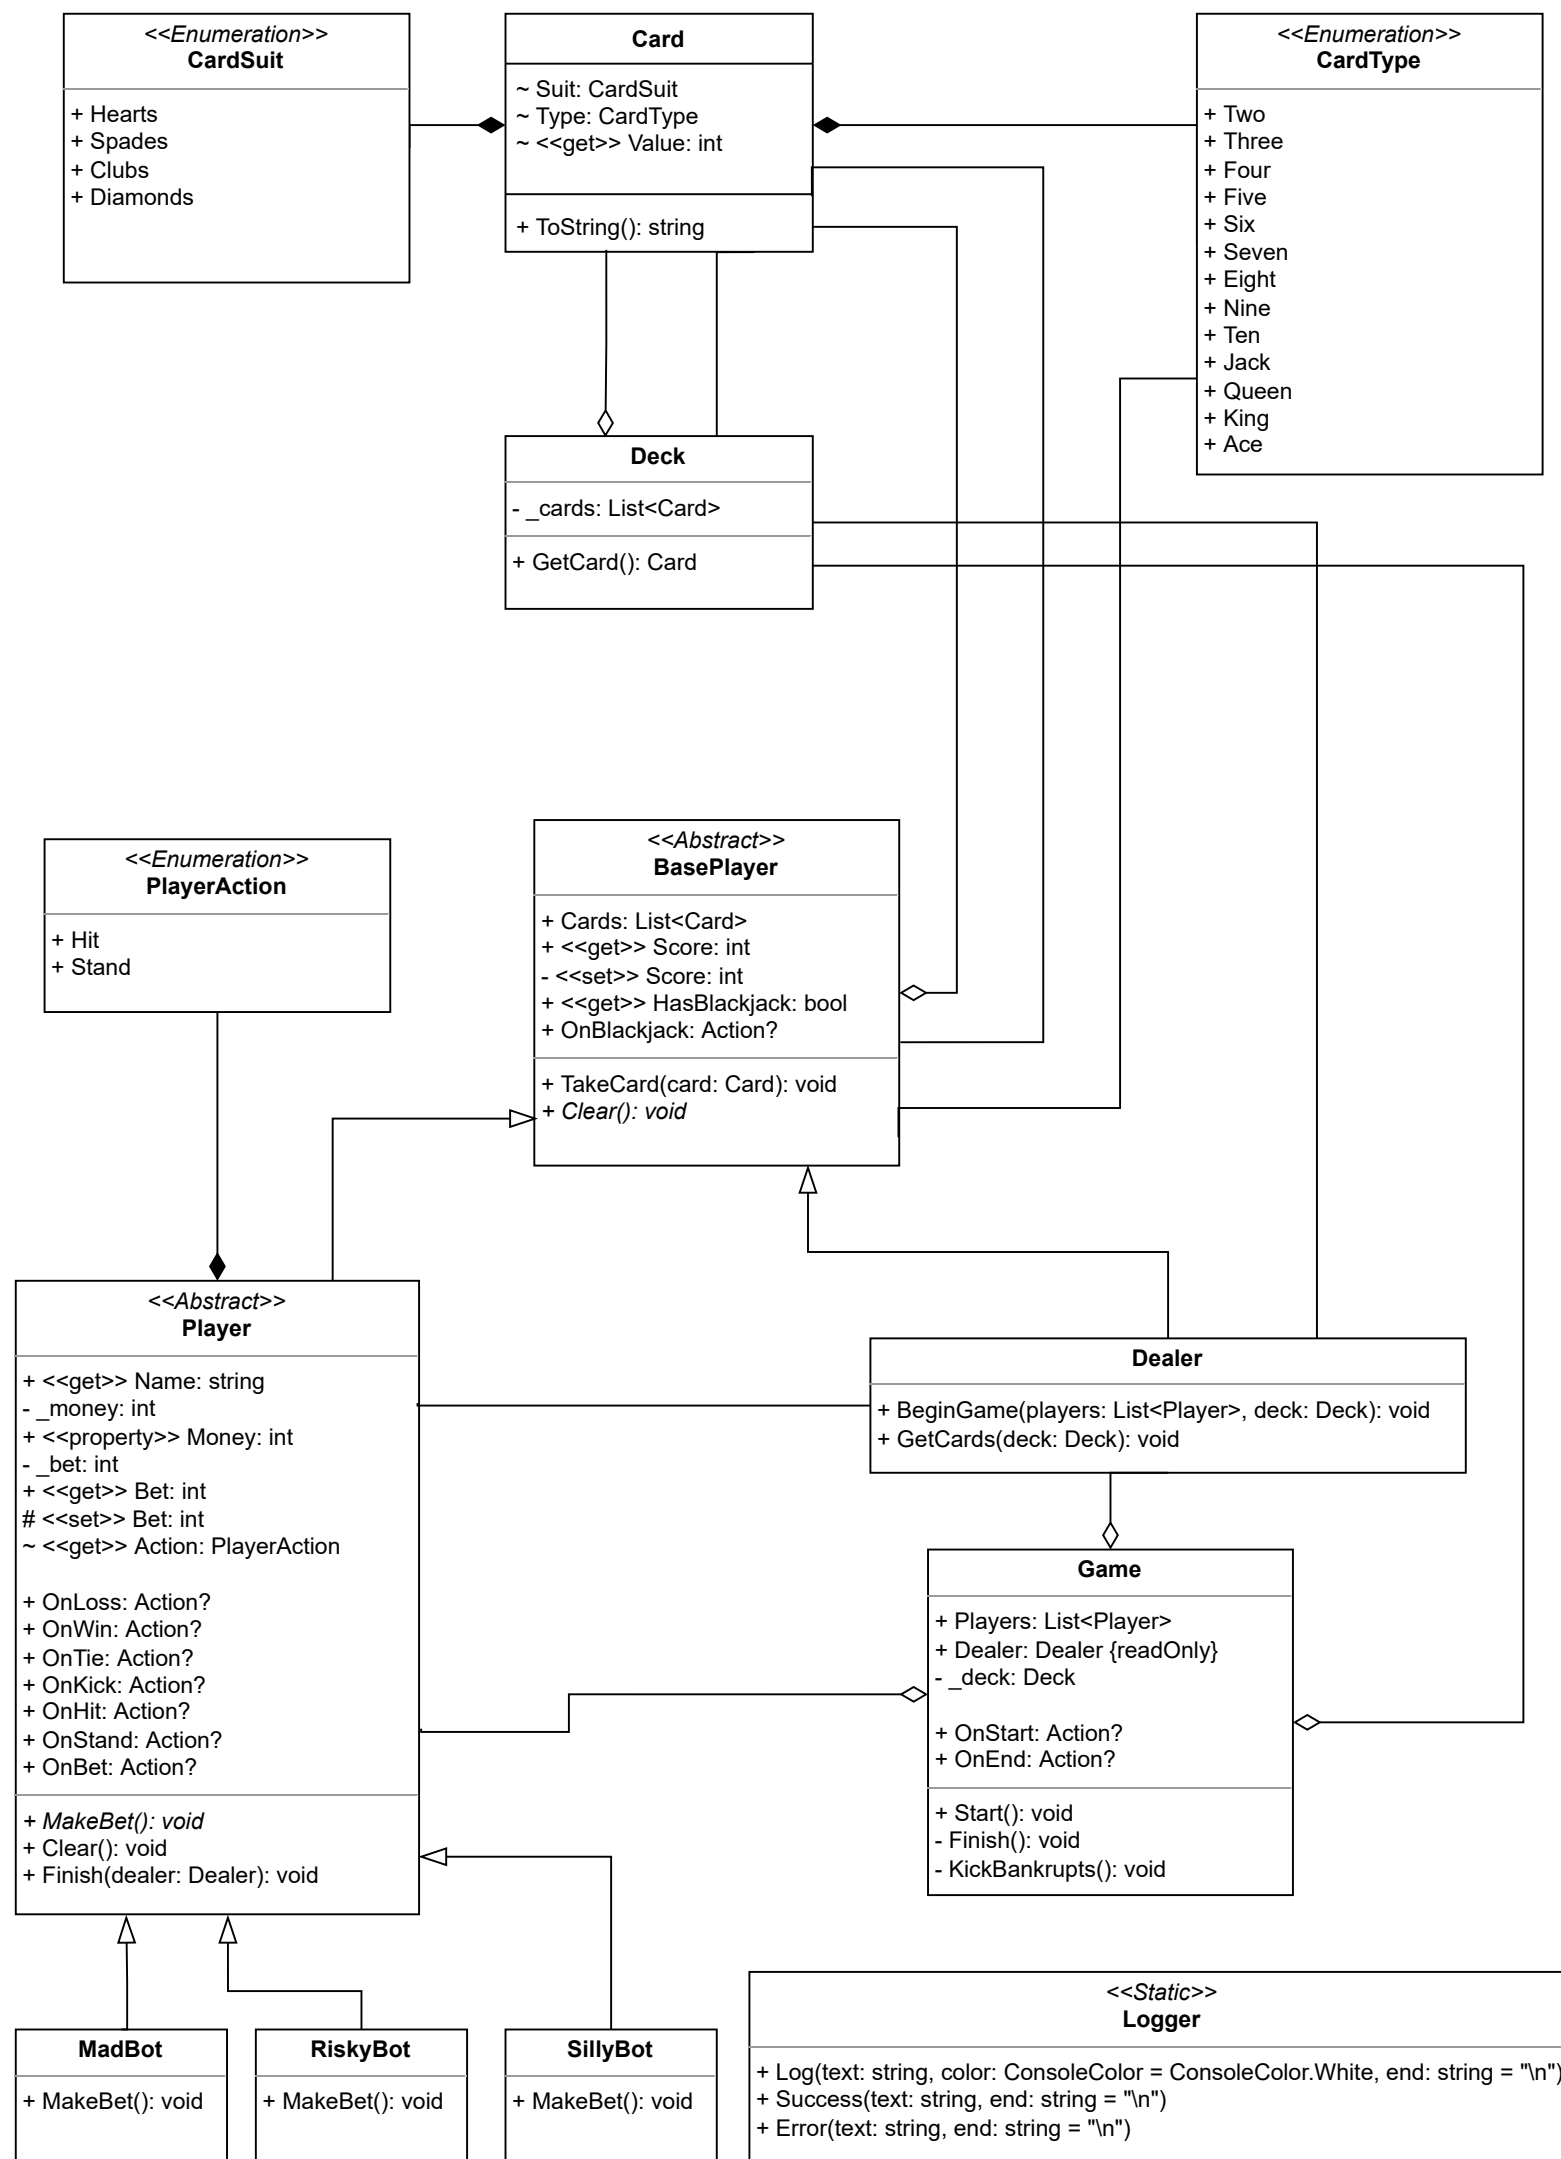 <<Enumeration>>
CardSuit
+ Hearts
+ Spades
+ Clubs
+ Diamonds
Card
~ Suit: CardSuit
~ Type: CardType
~ <<get>> Value: int
+ ToString(): string
<<Enumeration>>
CardType
+ Two
+ Three
+ Four
+ Five
+ Six
+ Seven
+ Eight
+ Nine
+ Ten
+ Jack
+ Queen
+ King
+ Ace
Deck
- _cards: List<Card>
+ GetCard(): Card
<<Enumeration>>
PlayerAction
+ Hit
+ Stand
<<Abstract>>
BasePlayer
+ Cards: List<Card>
+ <<get>> Score: int
- <<set>> Score: int
+ <<get>> HasBlackjack: bool
+ OnBlackjack: Action?
+ TakeCard(card: Card): void
+ Clear(): void
<<Abstract>>
Player
+ <<get>> Name: string
- _money: int
+ <<property>> Money: int
- _bet: int
+ <<get>> Bet: int
# <<set>> Bet: int
~ <<get>> Action: PlayerAction
+ OnLoss: Action?
+ OnWin: Action?
+ OnTie: Action?
+ OnKick: Action?
+ OnHit: Action?
+ OnStand: Action?
+ OnBet: Action?
+ MakeBet(): void
+ Clear(): void
+ Finish(dealer: Dealer): void
Dealer
+ BeginGame(players: List<Player>, deck: Deck): void
+ GetCards(deck: Deck): void
Game
+ Players: List<Player>
+ Dealer: Dealer {readOnly}
- _deck: Deck
+ OnStart: Action?
+ OnEnd: Action?
+ Start(): void
- Finish(): void
- KickBankrupts(): void
MadBot
+ MakeBet(): void
RiskyBot
+ MakeBet(): void
SillyBot
+ MakeBet(): void
<<Static>>
Logger
+ Log(text: string, color: ConsoleColor = ConsoleColor.White, end: string = "\n")
+ Success(text: string, end: string = "\n")
+ Error(text: string, end: string = "\n")